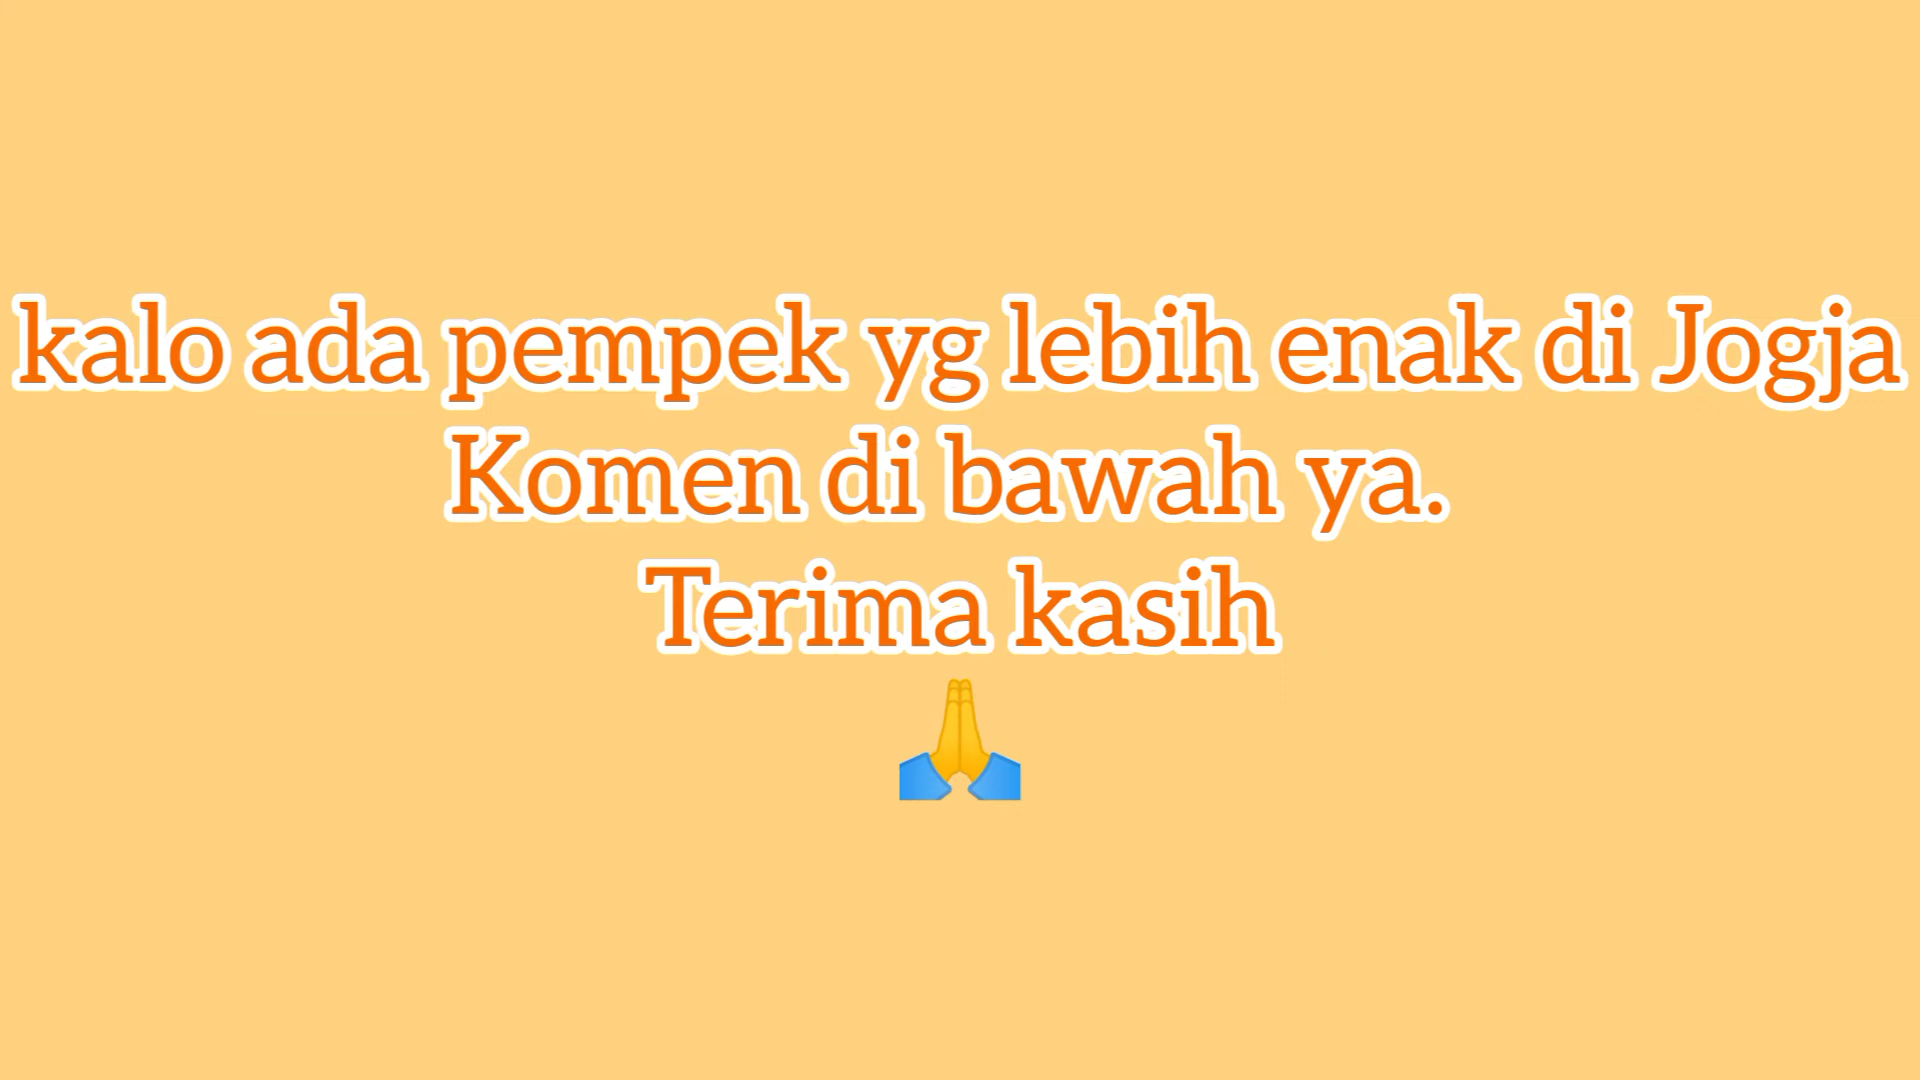 kalo ada pempek yg lebih enak di Jogja
Komen di bawah ya.
Terima kasih
🙏